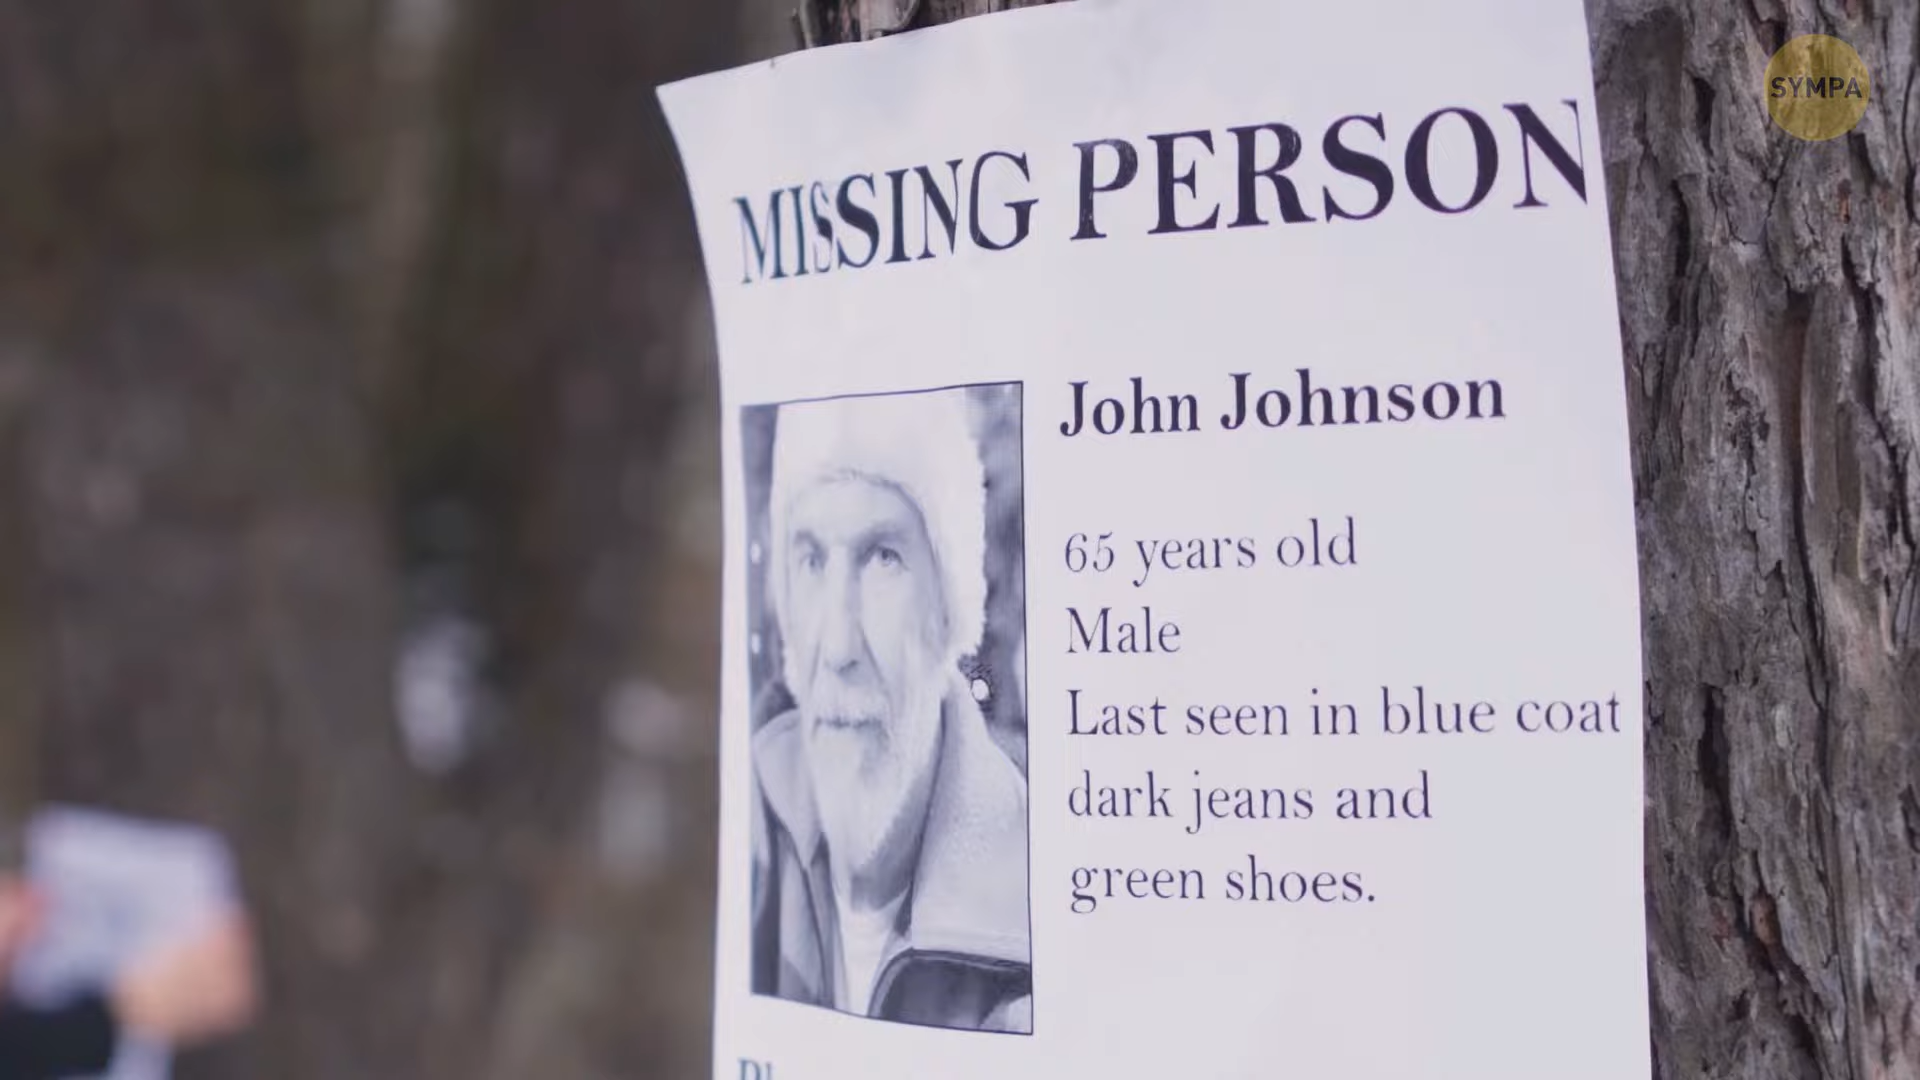 SYMPA
MISSING PERSON
John Johnson
65 years old
Male
Last seen in blue coat
dark jeans and
green shoes.